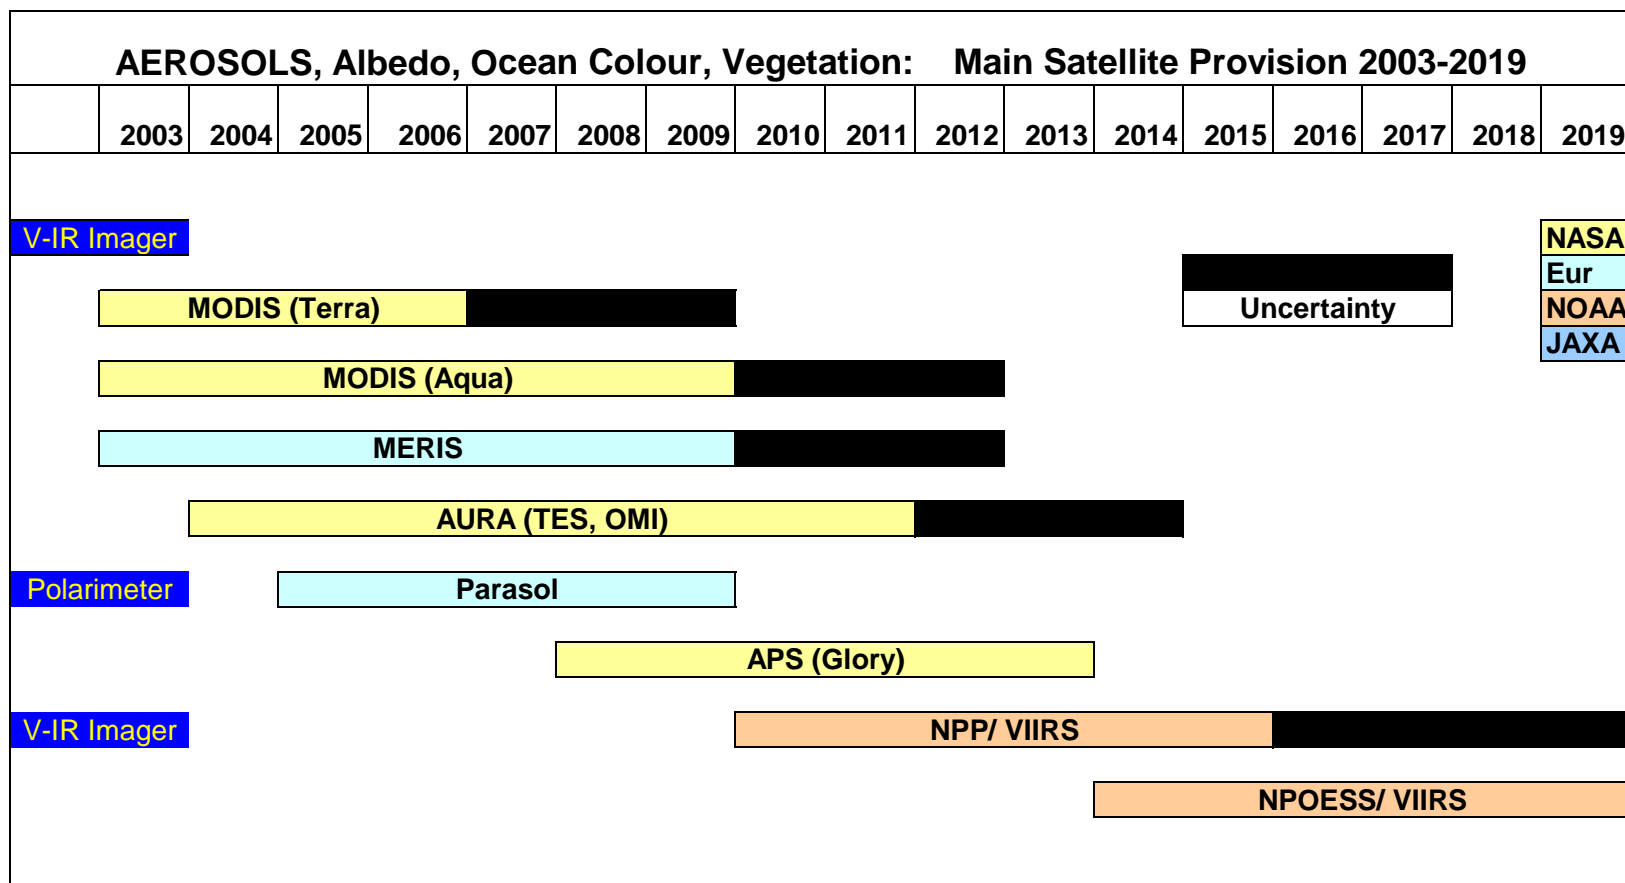 AEROSOLS, Albedo, Ocean Colour, Vegetation: Main Satellite Provision 2003-2019
2003 2004 2005 2006 2007 2008 2009 2010 2011 2012 2013 2014 2015 2016 2017 2018 2019
V-IR Imager
NASA
Eur
MODIS (Terra)
Uncertainty
NOAA
JAXA
MODIS (Aqua)
MERIS
AURA (TES, OMI)
Polarimeter
Parasol
APS (Glory)
V-IR Imager
NPP/ VIIRS
NPOESS/ VIIRS